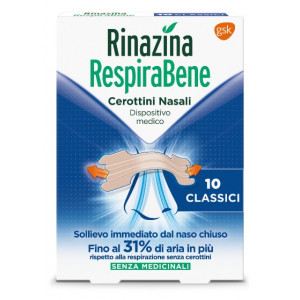 gsk
Rinazina
RespiraBene
Cerottini Nasali
Dispositivo
medico
10
CLASSICI
Sollievo immediato dal naso chiuso
Fino al 31% di aria in più
rispetto alla respirazione senza cerottini
SENZA MEDICINALI